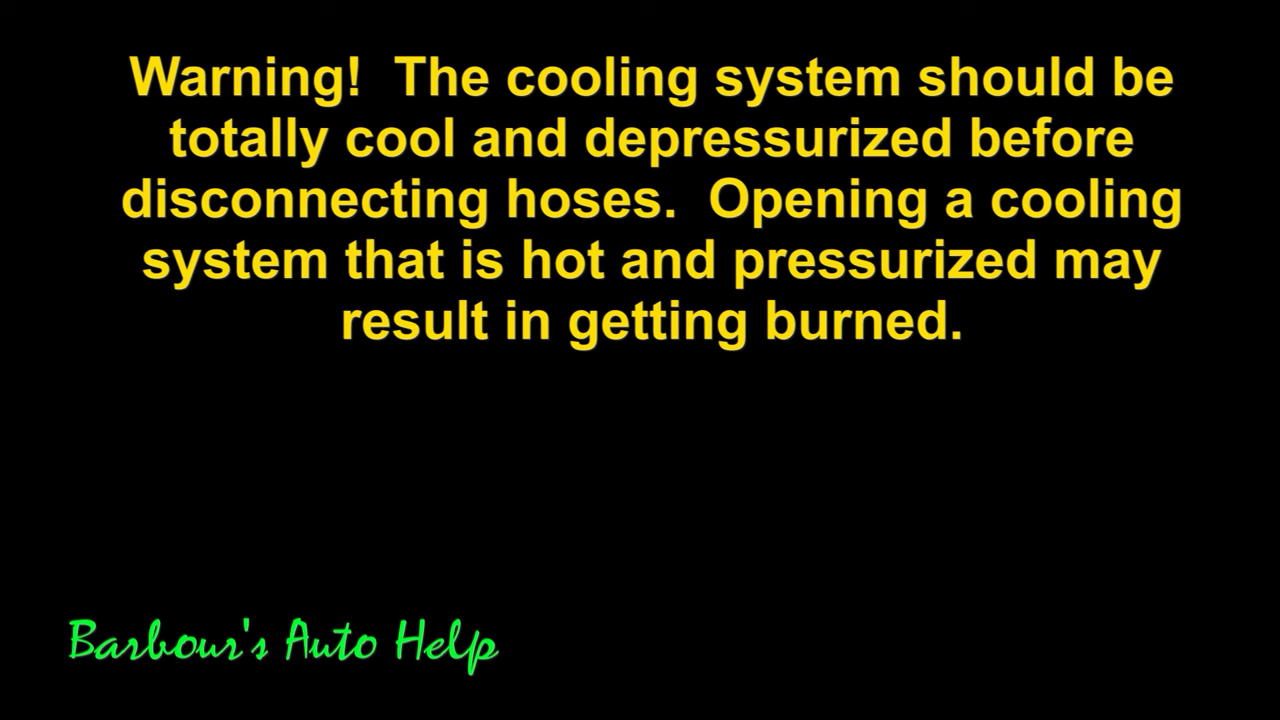 Warning!  The cooling system should be
totally cool and depressurized before
disconnecting hoses.  Opening a cooling
system that is hot and pressurized may
result in getting burned.
Barbour's Auto Help